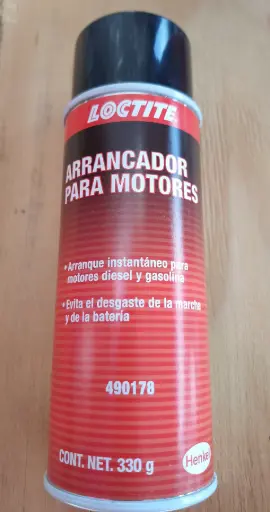 LOCTITE
ARRANCADOR
PARA MOTORES
•Arranque instantáneo para
motores diesel y gasolina
•Evita el desgaste de la marcha
y de la batería
490178
CONT. NET. 330 g
Henkel